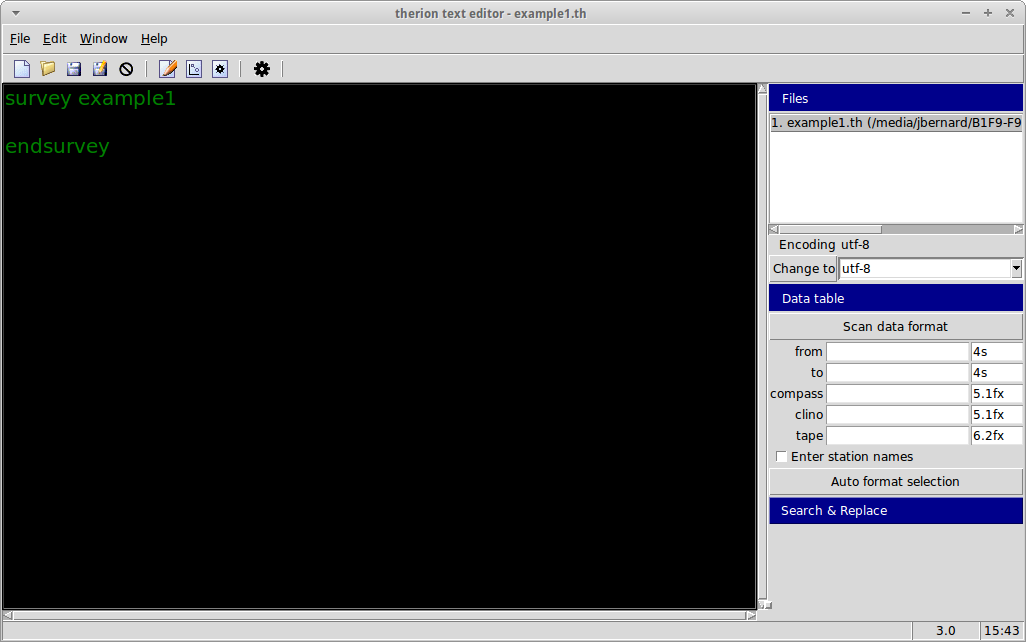 therion text editor - example1.th
File Edit Window Help
survey example1
endsurvey
Files
1. example1.th (/media/jbernard/B1F9-F9
Encoding utf-8
Change to utf-8
Data table
Scan data format
from 4s
to 4s
compass 5.1fx
clino 5.1fx
tape 6.2fx
Enter station names
Auto format selection
Search & Replace
3.0 15:43